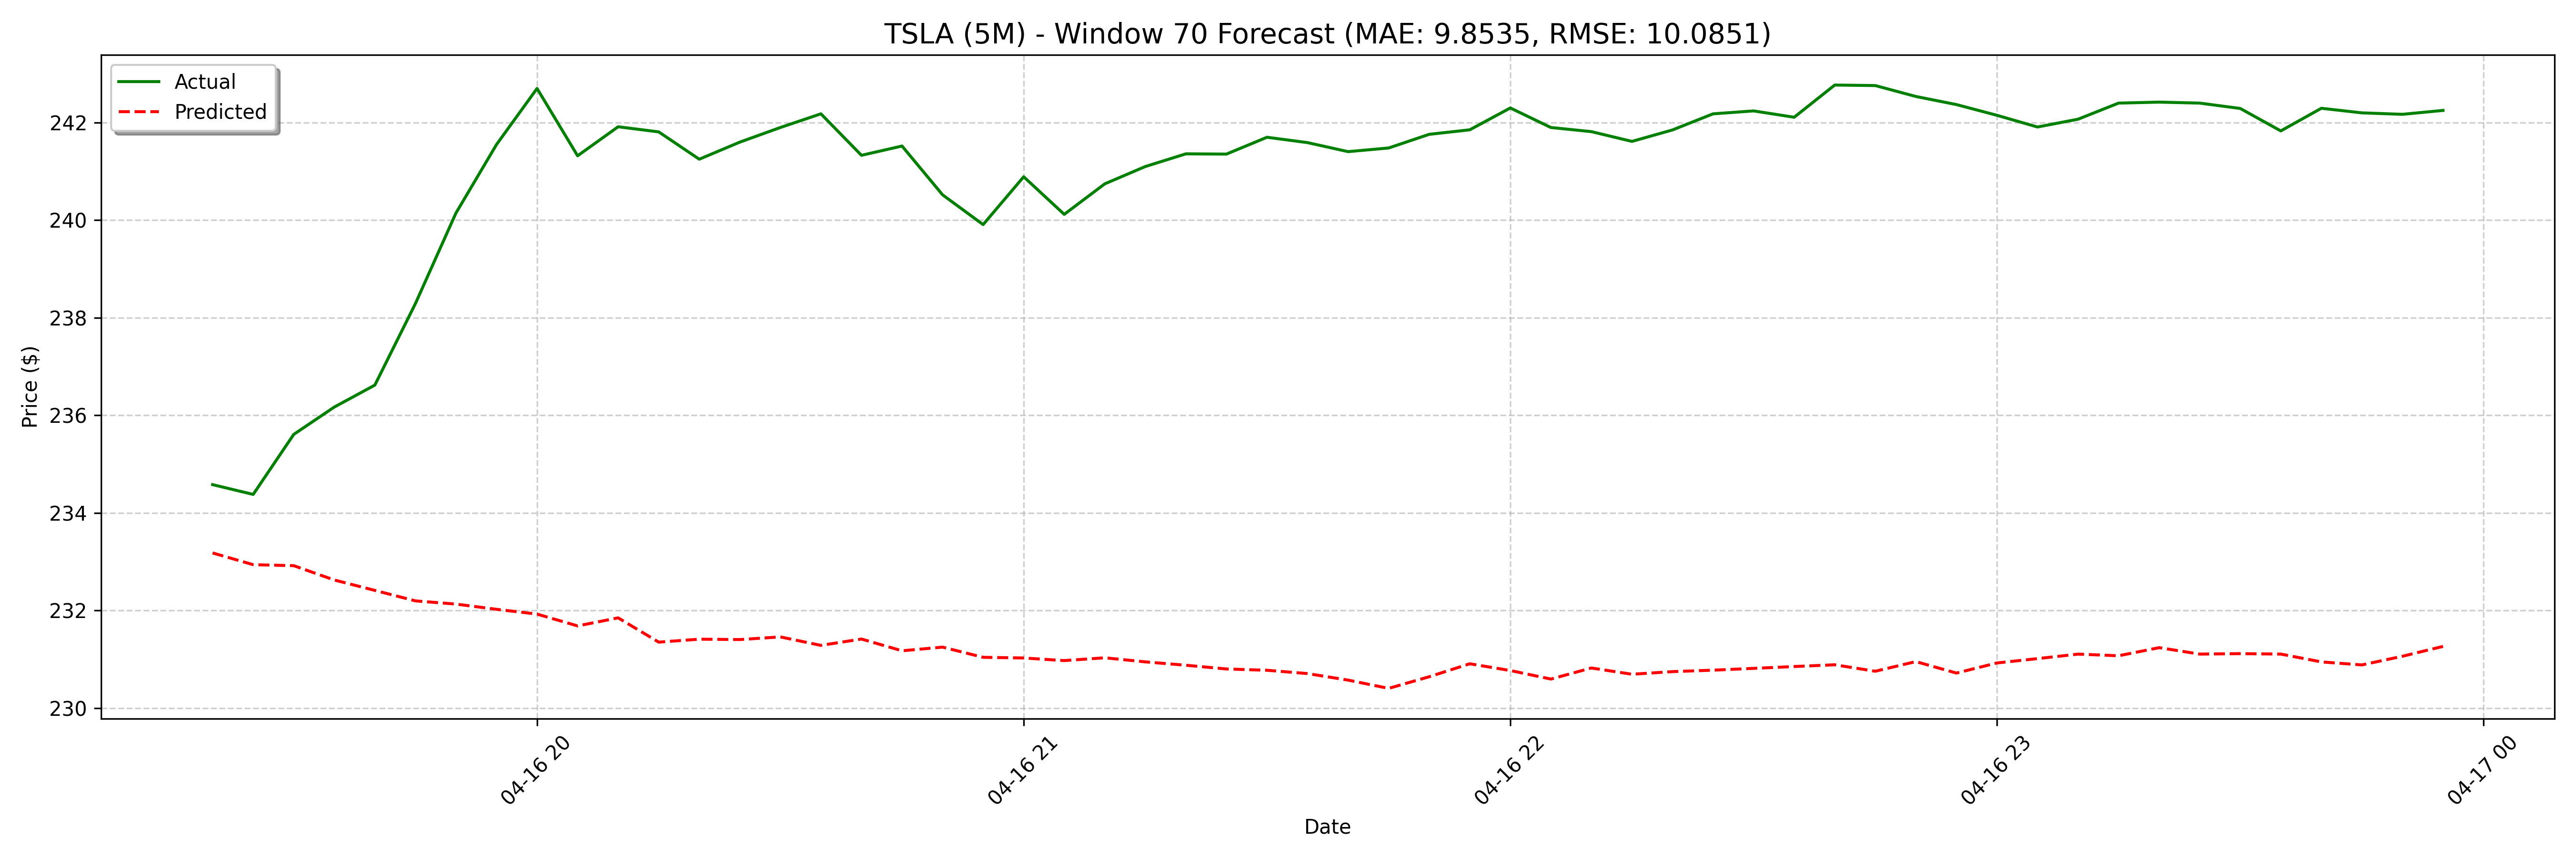 TSLA (5M) - Window 70 Forecast (MAE: 9.8535, RMSE: 10.0851)
Actual
Predicted
Price ($)
242
240
238
236
234
232
230
04-16 20
04-16 21
04-16 22
04-16 23
04-17 00
Date